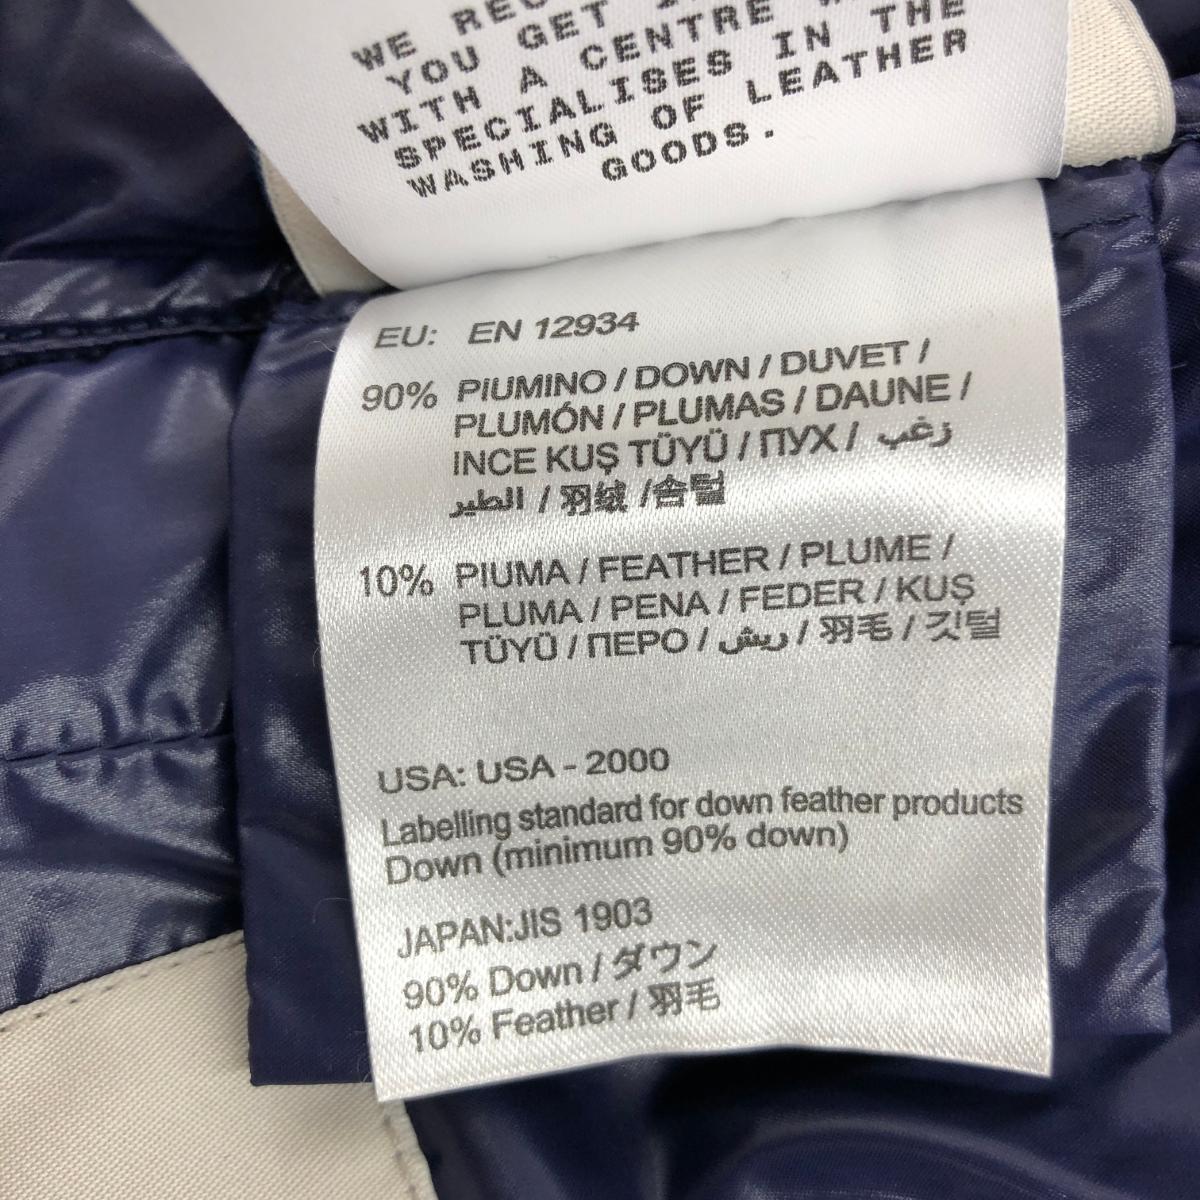 WE
YOU GET
WITH A CENTRE
SPECIALISES IN THE
WASHING OF LEATHER
GOODS.
EU: EN 12934
90% PIUMINO / DOWN / DUVET /
PLUMÓN / PLUMAS / DAUNE /
INCE KUŞ TÜYÜ / ПУХ / زغب
الطير / 羽绒 / 솜털
10% PIUMA / FEATHER / PLUME /
PLUMA / PENA / FEDER / KUŞ
TÜYÜ / ПЕРО / ريش / 羽毛 / 깃털
USA: USA - 2000
Labelling standard for down feather products
Down (minimum 90% down)
JAPAN:JIS 1903
90% Down / ダウン
10% Feather / 羽毛